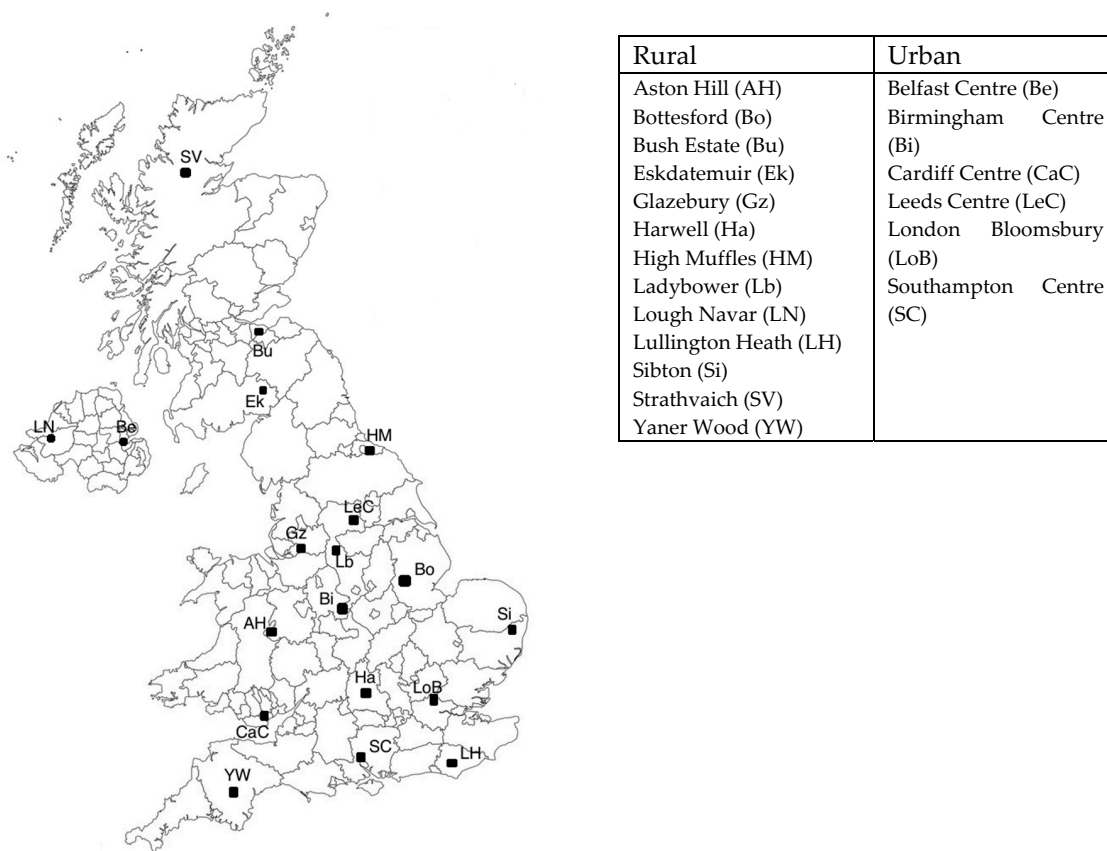 SV
Bu
Ek
LN
Be
HM
LeC
Gz
Lb
Bo
Bi
Si
AH
Ha
LoB
CaC
SC
LH
YW
Rural
Aston Hill (AH)
Bottesford (Bo)
Bush Estate (Bu)
Eskdatemuir (Ek)
Glazebury (Gz)
Harwell (Ha)
High Muffles (HM)
Ladybower (Lb)
Lough Navar (LN)
Lullington Heath (LH)
Sibton (Si)
Strathvaich (SV)
Yaner Wood (YW)
Urban
Belfast Centre (Be)
Birmingham Centre
(Bi)
Cardiff Centre (CaC)
Leeds Centre (LeC)
London Bloomsbury
(LoB)
Southampton Centre
(SC)